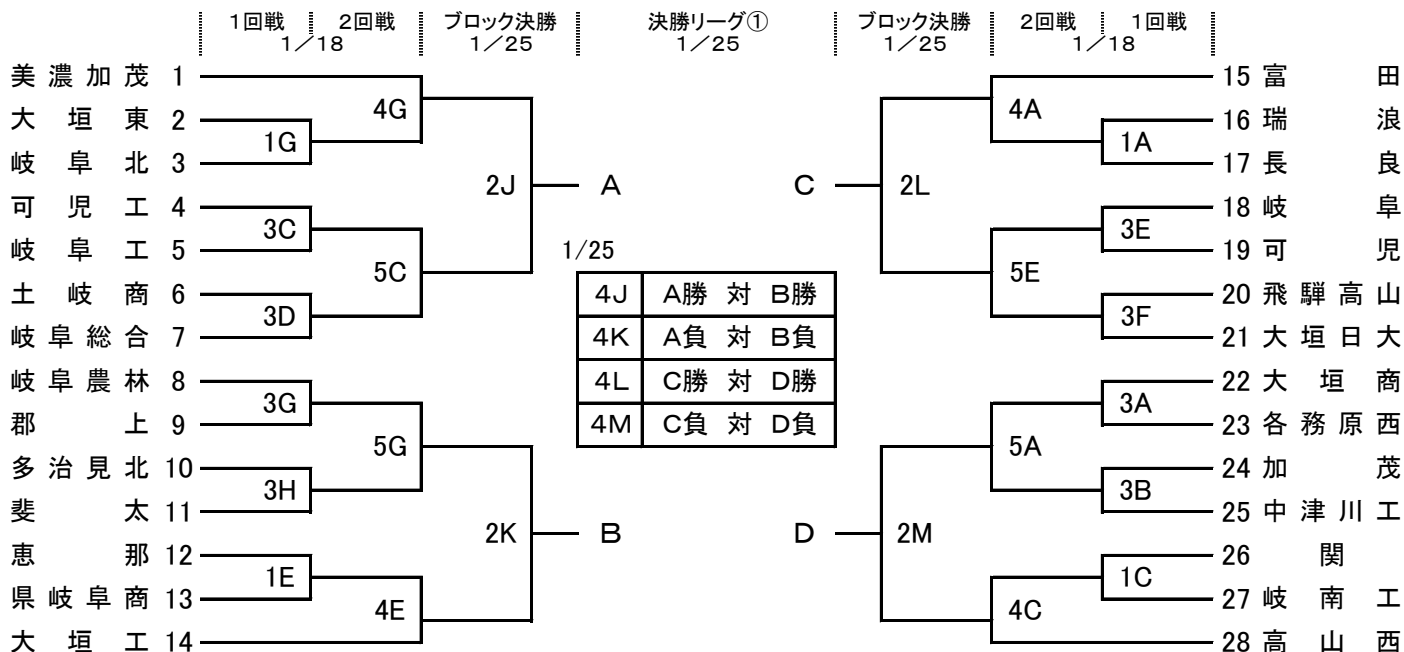 1回戦 2回戦 ブロック決勝 決勝リーグ① ブロック決勝 2回戦 1回戦
1／18 1／25 1／25 1／25 1／18
美濃加茂 1 15 富田
4G 4A
大垣東 2 16 瑞浪
1G 1A
岐阜北 3 17 長良
2J A C 2L
可児工 4 18 岐阜
3C 3E
岐阜工 5 19 可児
1/25
5C 5E
土岐商 6 20 飛騨高山
4J A勝 対 B勝
3D 3F
岐阜総合 7 21 大垣日大
4K A負 対 B負
4L C勝 対 D勝
岐阜農林 8 22 大垣商
3G 3A
4M C負 対 D負
郡上 9 23 各務原西
5G 5A
多治見北 10 24 加茂
3H 3B
斐太 11 25 中津川工
2K B D 2M
恵那 12 26 関
1E 1C
県岐阜商 13 27 岐南工
4E 4C
大垣工 14 28 高山西